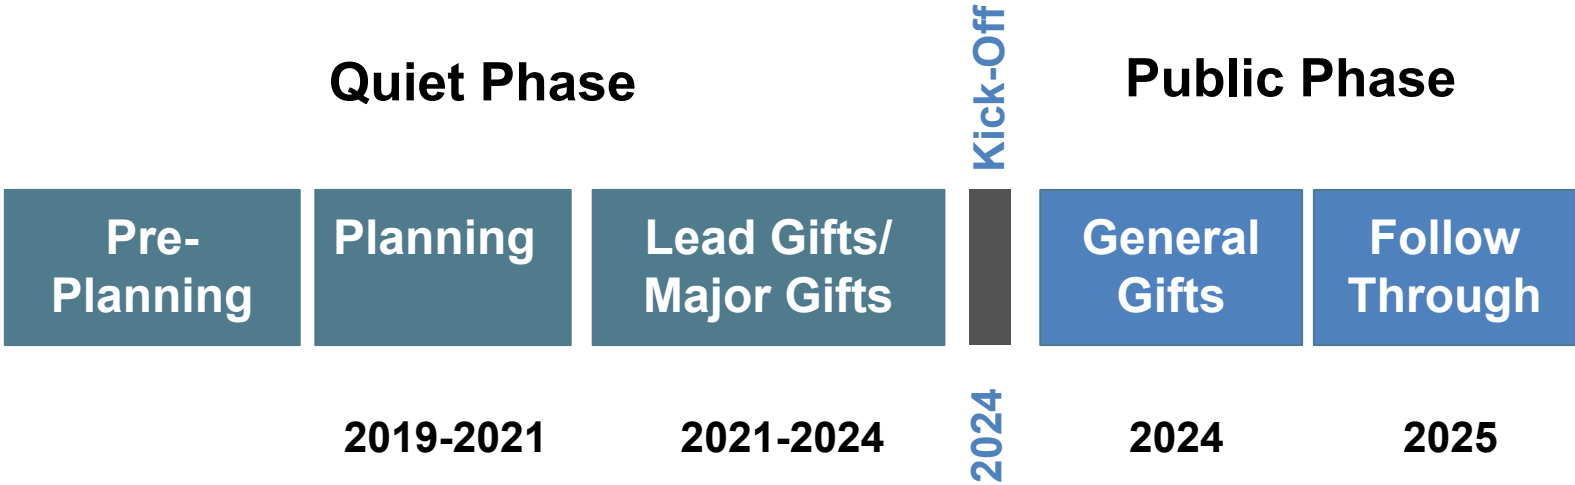 Quiet Phase
Kick-Off
Public Phase
Pre-
Planning
Planning
Lead Gifts/
Major Gifts
General
Gifts
Follow
Through
2019-2021
2021-2024
2024
2024
2025